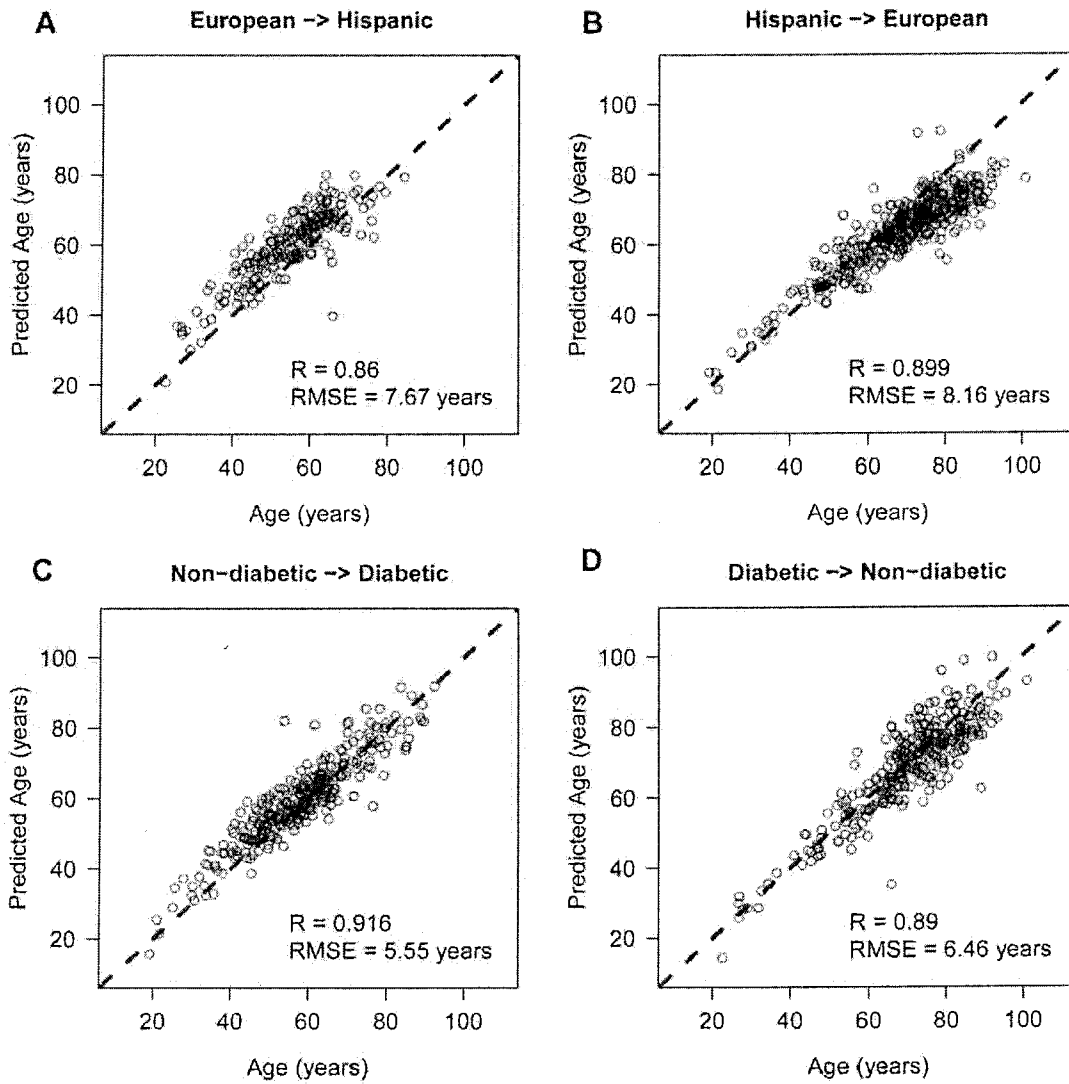 A
European -> Hispanic
Predicted Age (years)
100
80
60
40
20
R = 0.86
RMSE = 7.67 years
20 40 60 80 100
Age (years)
B
Hispanic -> European
Predicted Age (years)
100
80
60
40
20
R = 0.899
RMSE = 8.16 years
20 40 60 80 100
Age (years)
C
Non-diabetic -> Diabetic
Predicted Age (years)
100
80
60
40
20
R = 0.916
RMSE = 5.55 years
20 40 60 80 100
Age (years)
D
Diabetic -> Non-diabetic
Predicted Age (years)
100
80
60
40
20
R = 0.89
RMSE = 6.46 years
20 40 60 80 100
Age (years)